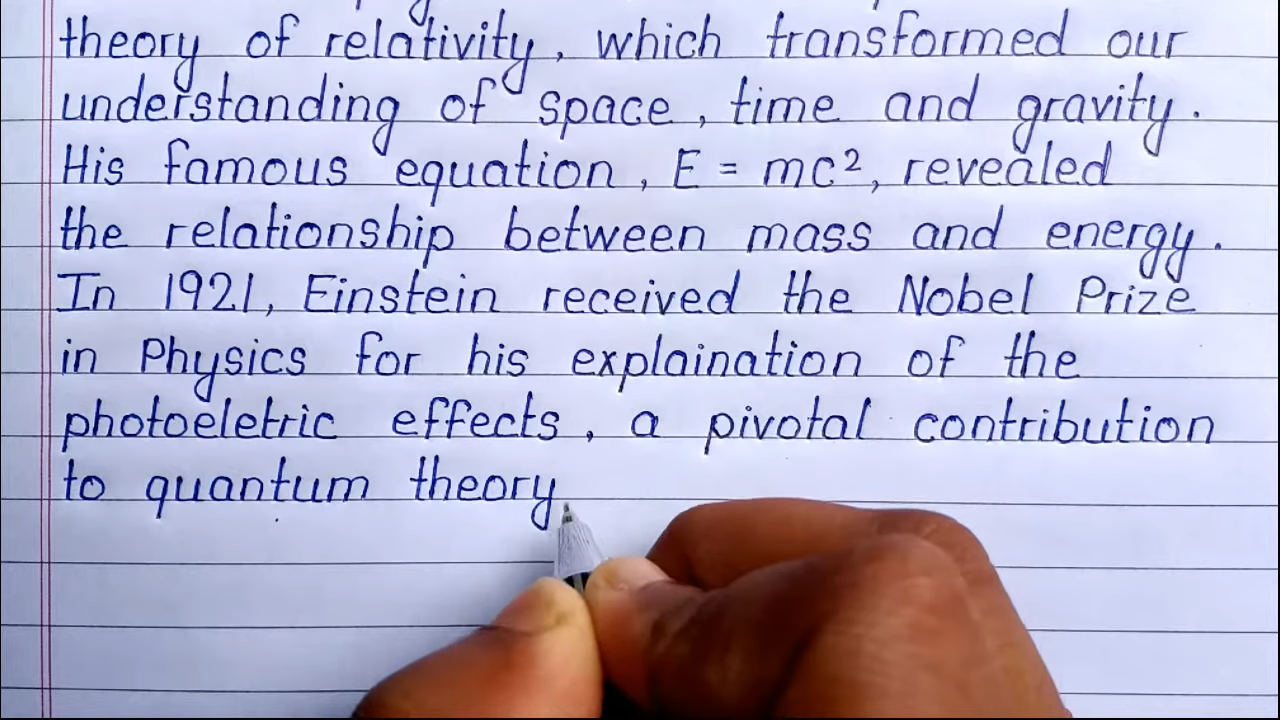 theory of relativity, which transformed our
understanding of space, time and gravity.
His famous equation, E = mc², revealed
the relationship between mass and energy.
In 1921, Einstein received the Nobel Prize
in Physics for his explaination of the
photoeletric effects, a pivotal contribution
to quantum theory